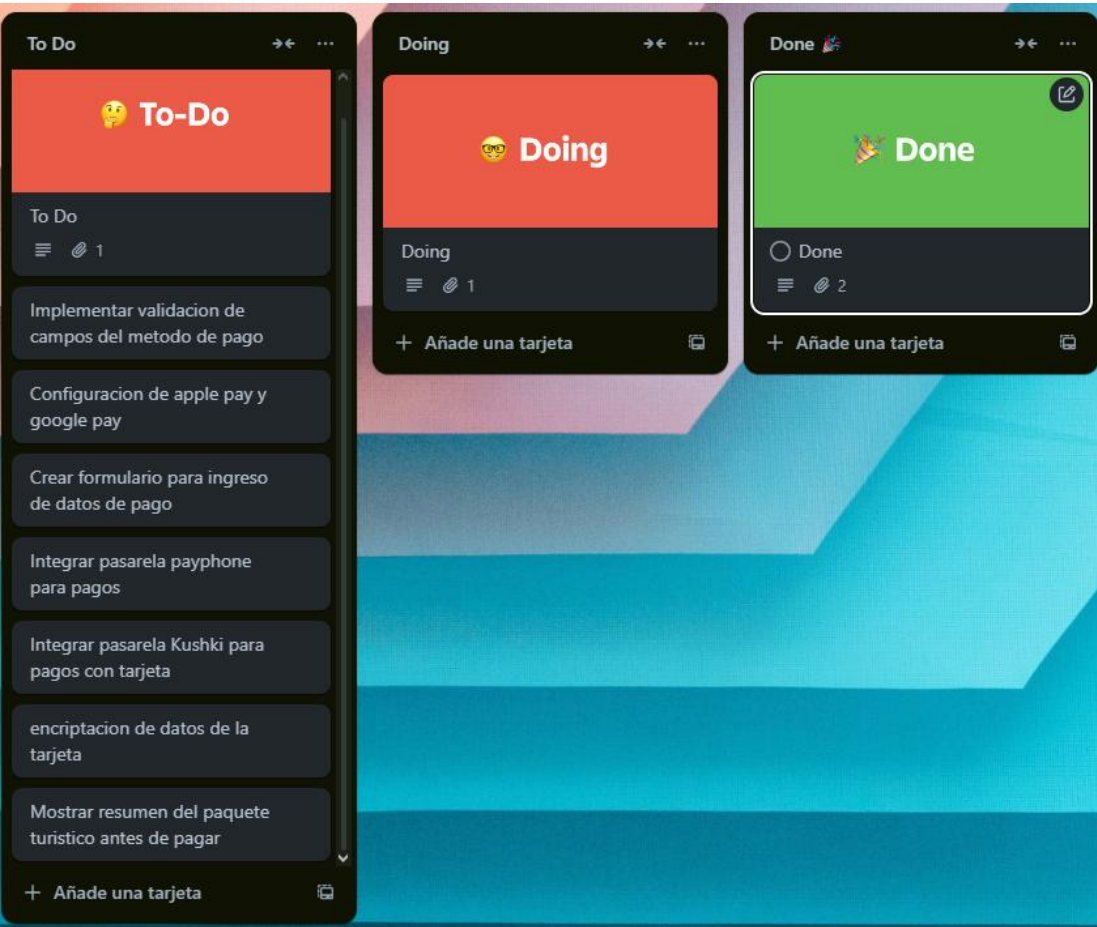 To Do
🤔 To-Do
To Do
1
Implementar validacion de
campos del metodo de pago
Configuracion de apple pay y
google pay
Crear formulario para ingreso
de datos de pago
Integrar pasarela payphone
para pagos
Integrar pasarela Kushki para
pagos con tarjeta
encriptacion de datos de la
tarjeta
Mostrar resumen del paquete
turistico antes de pagar
+ Añade una tarjeta
Doing
🤓 Doing
Doing
1
+ Añade una tarjeta
Done 🎉
🎉 Done
Done
2
+ Añade una tarjeta